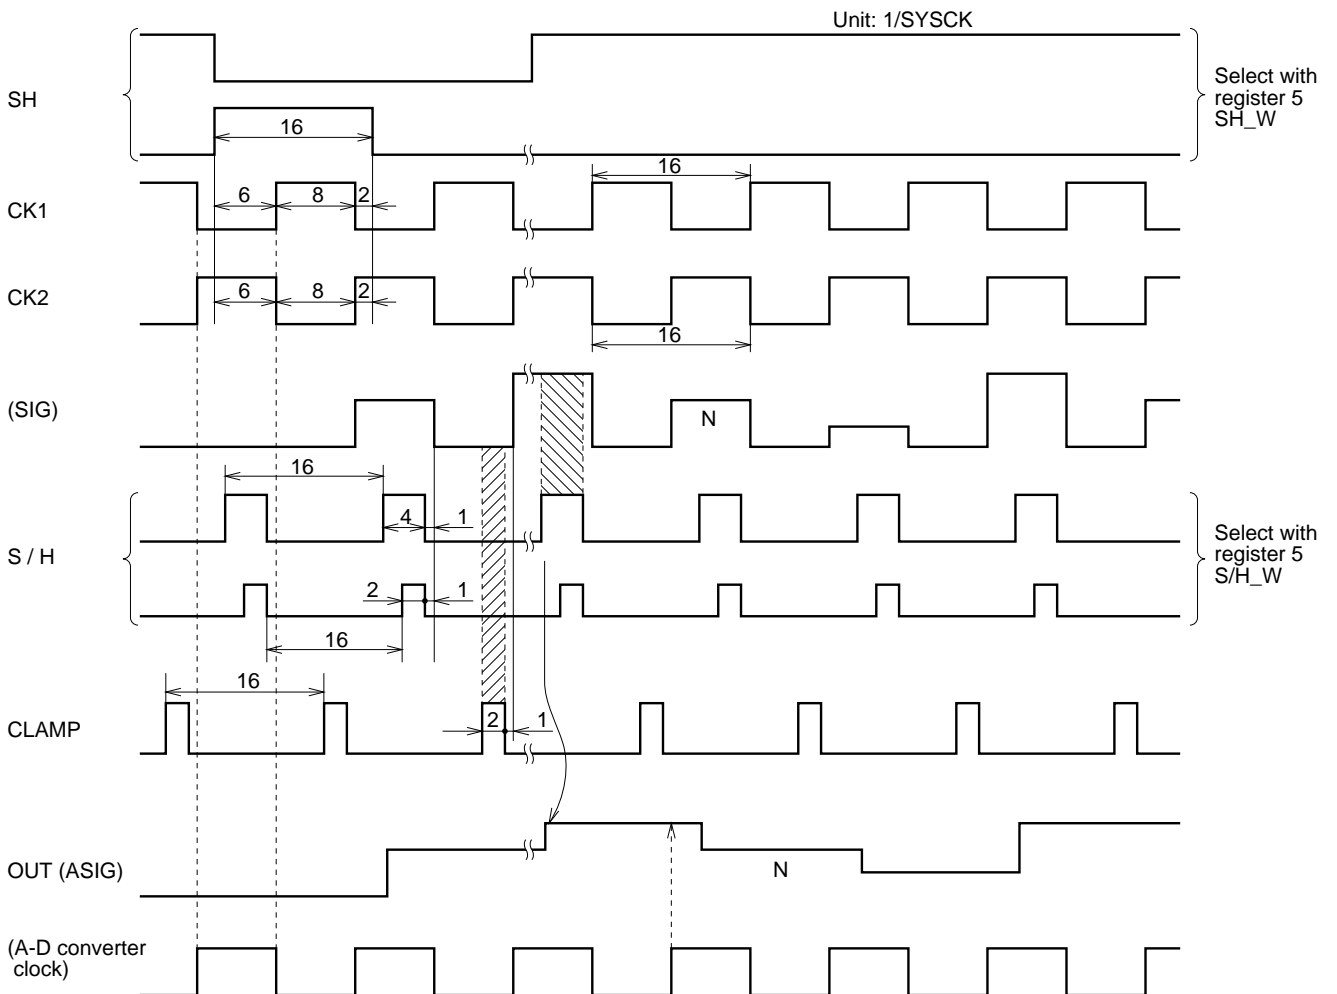 Unit: 1/SYSCK
SH
16
Select with
register 5
SH_W
CK1
6 8 2
16
CK2
6 8 2
16
(SIG)
N
16
4 1
S / H
2 1
16
Select with
register 5
S/H_W
16
CLAMP
2 1
OUT (ASIG)
N
(A-D converter
clock)